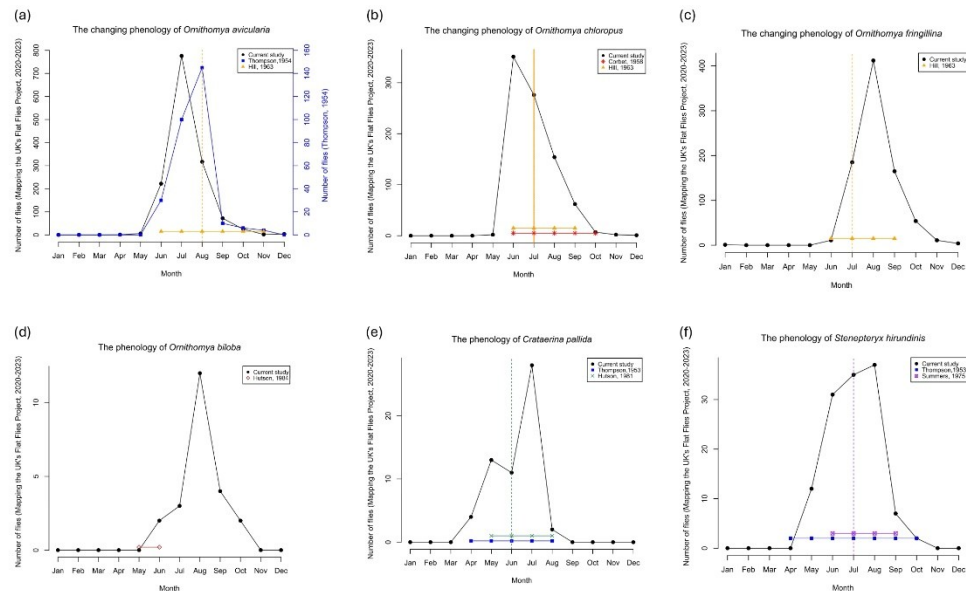 (a)
The changing phenology of Ornithomya avicularia
Current study
Thompson,1954
Hill, 1963
Number of flies (Mapping the UK's Flat Flies Project, 2020-2023)
800
700
600
500
400
300
200
100
0
160
140
120
100
80
60
40
20
0
Number of flies (Thompson, 1954)
Jan Feb Mar Apr May Jun Jul Aug Sep Oct Nov Dec
Month
(b)
The changing phenology of Ornithomya chloropus
Current study
Corbet, 1956
Hill, 1963
Number of flies (Mapping the UK's Flat Flies Project, 2020-2023)
300
200
100
0
Jan Feb Mar Apr May Jun Jul Aug Sep Oct Nov Dec
Month
(c)
The changing phenology of Ornithomya fringillina
Current study
Hill, 1963
Number of flies (Mapping the UK's Flat Flies Project, 2020-2023)
400
300
200
100
0
Jan Feb Mar Apr May Jun Jul Aug Sep Oct Nov Dec
Month
(d)
The phenology of Ornithomya biloba
Current study
Hutson, 1984
Number of flies (Mapping the UK's Flat Flies Project, 2020-2023)
10
5
0
Jan Feb Mar Apr May Jun Jul Aug Sep Oct Nov Dec
Month
(e)
The phenology of Crataerina pallida
Current study
Thompson,1953
Hutson, 1981
Number of flies (Mapping the UK's Flat Flies Project, 2020-2023)
20
10
0
Jan Feb Mar Apr May Jun Jul Aug Sep Oct Nov Dec
Month
(f)
The phenology of Stenopteryx hirundinis
Current study
Thompson,1953
Summers, 1975
Number of flies (Mapping the UK's Flat Flies Project, 2020-2023)
30
20
10
0
Jan Feb Mar Apr May Jun Jul Aug Sep Oct Nov Dec
Month